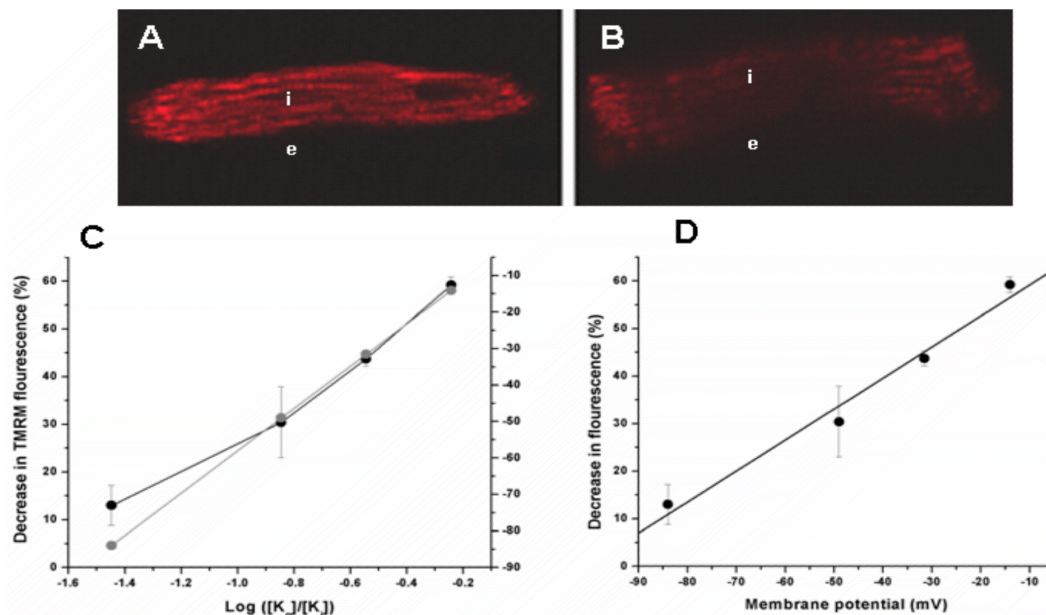 A
B
i
i
e
e
C
D
Decrease in TMRM flourescence (%)
60
50
40
30
20
10
0
-10
-20
-30
-40
-50
-60
-70
-80
-90
-1.6 -1.4 -1.2 -1.0 -0.8 -0.6 -0.4 -0.2 0.0
Log ([K
]/[K
])
Decrease in flourescence (%)
60
50
40
30
20
10
0
-90 -80 -70 -60 -50 -40 -30 -20 -10
Membrane potential (mV)